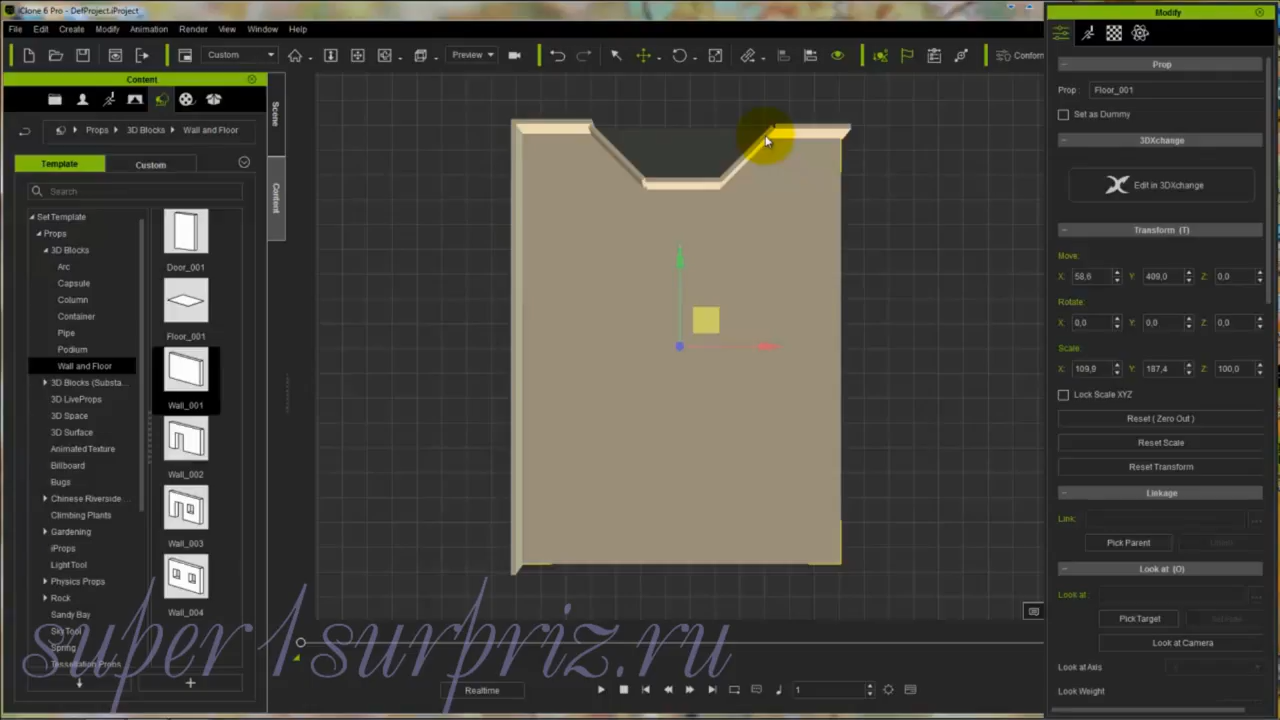 iClone 6 Pro - DefProject.iProject
File Edit Create Modify Animation Render View Window Help
Custom
Preview
Conform
Content
Props 3D Blocks Wall and Floor
Template Custom
Search
Scene
Content
Set Template
Props
3D Blocks
Arc
Capsule
Column
Container
Pipe
Podium
Wall and Floor
3D Blocks (Substa...
3D LiveProps
3D Space
3D Surface
Animated Texture
Billboard
Bugs
Chinese Riverside ...
Climbing Plants
Gardening
iProps
Light Tool
Physics Props
Rock
Sandy Bay
Sky Tool
Spring
Tessellation Props
Door_001
Floor_001
Wall_001
Wall_002
Wall_003
Wall_004
super1surpriz.ru
Realtime
1
Modify
Prop
Prop : Floor_001
Set as Dummy
3DXchange
Edit in 3DXchange
Transform (T)
Move:
X: 58,6 Y: 409,0 Z: 0,0
Rotate:
X: 0,0 Y: 0,0 Z: 0,0
Scale:
X: 109,9 Y: 187,4 Z: 100,0
Lock Scale XYZ
Reset ( Zero Out )
Reset Scale
Reset Transform
Linkage
Link:
Pick Parent
Look at (O)
Look at :
Pick Target
Look at Camera
Look at Axis
Look Weight